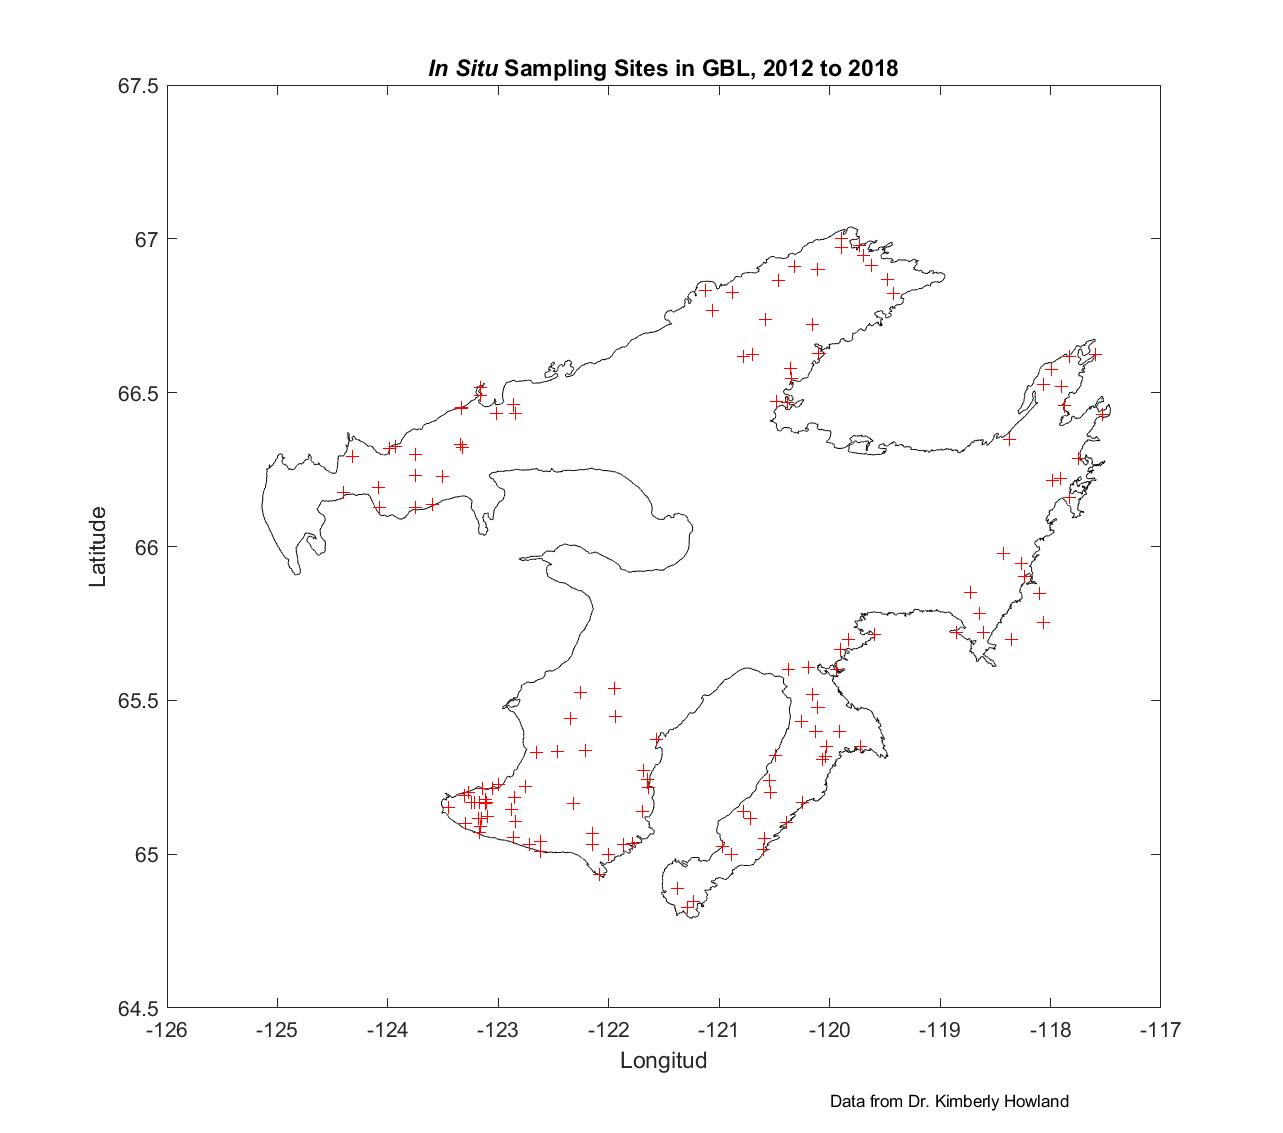 In Situ Sampling Sites in GBL, 2012 to 2018
67.5
67
66.5
66
65.5
65
64.5
Latitude
-126 -125 -124 -123 -122 -121 -120 -119 -118 -117
Longitud
Data from Dr. Kimberly Howland